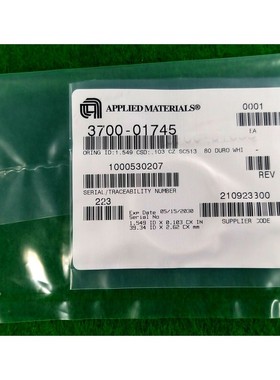 APPLIED MATERIALS®
0001
3700-01745
EA
ORING ID:1.549 CSD:.103 CZ SC513 80 DURO WHI -
1000530207
REV
SERIAL/TRACEABILITY NUMBER
223
210923300
Exp Date 05/15/2030
SUPPLIER CODE
Serial No
1.549 ID X 0.103 CX IN
39.34 ID X 2.62 CX mm